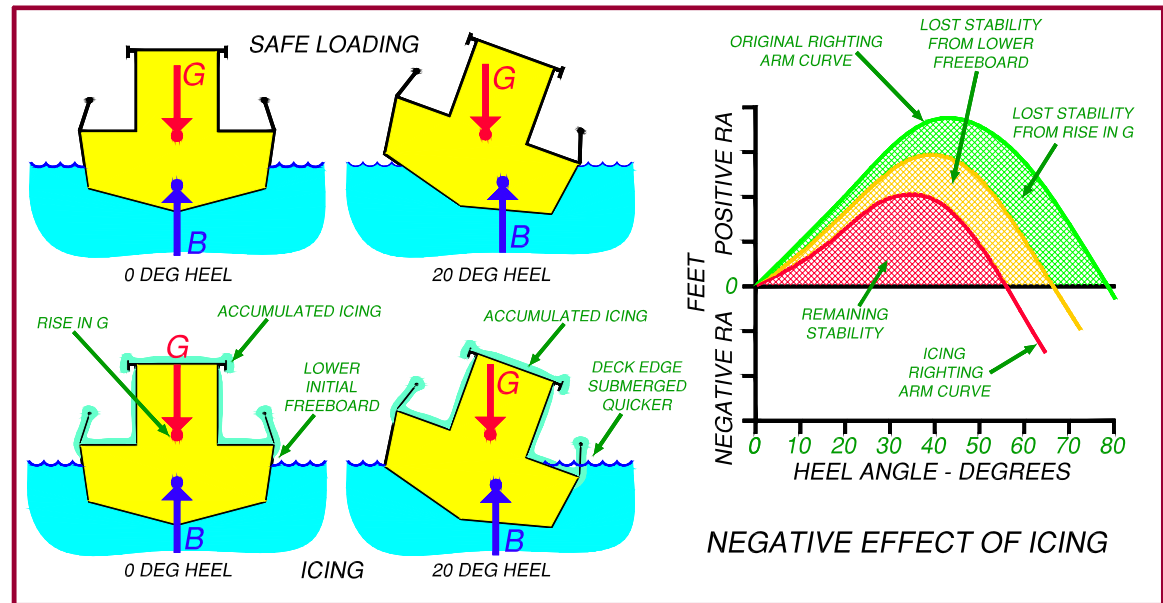 SAFE LOADING
G
B
0 DEG HEEL
G
B
20 DEG HEEL
RISE IN G
ACCUMULATED ICING
G
LOWER
INITIAL
FREEBOARD
B
0 DEG HEEL
ICING
ACCUMULATED ICING
G
DECK EDGE
SUBMERGED
QUICKER
B
20 DEG HEEL
ORIGINAL RIGHTING
ARM CURVE
LOST STABILITY
FROM LOWER
FREEBOARD
LOST STABILITY
FROM RISE IN G
FEET
POSITIVE RA
NEGATIVE RA
0
REMAINING
STABILITY
ICING
RIGHTING
ARM CURVE
0 10 20 30 40 50 60 70 80
HEEL ANGLE - DEGREES
NEGATIVE EFFECT OF ICING